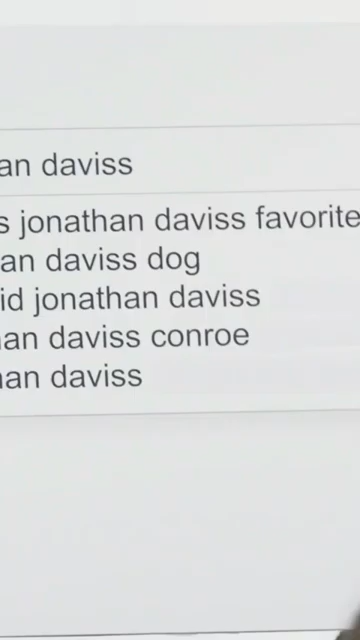 an daviss
s jonathan daviss favorite
an daviss dog
id jonathan daviss
an daviss conroe
an daviss